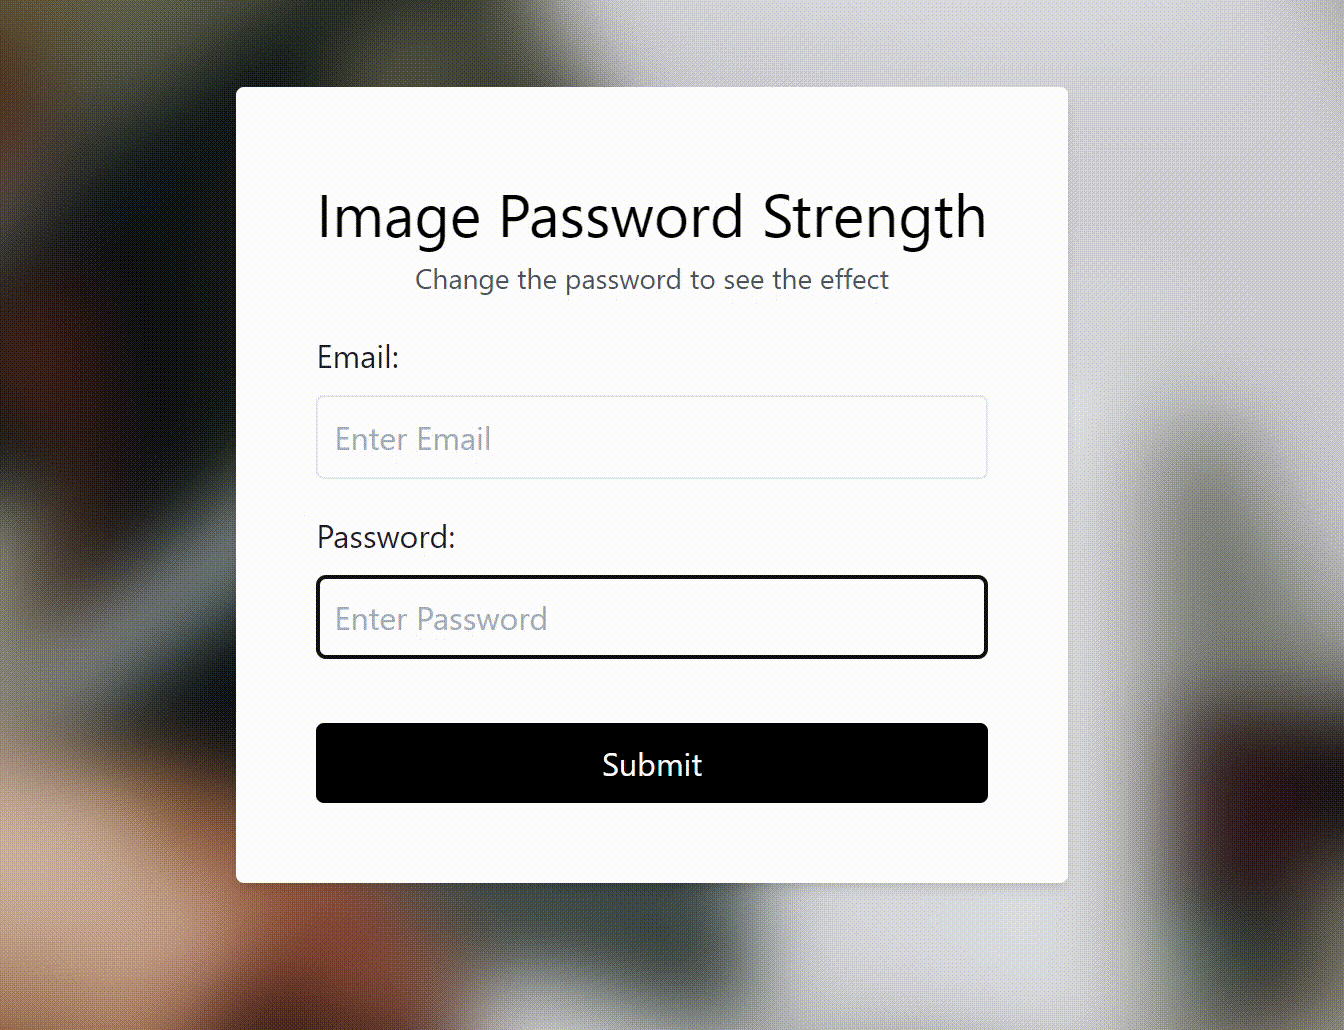 Image Password Strength
Change the password to see the effect
Email:
Enter Email
Password:
Enter Password
Submit